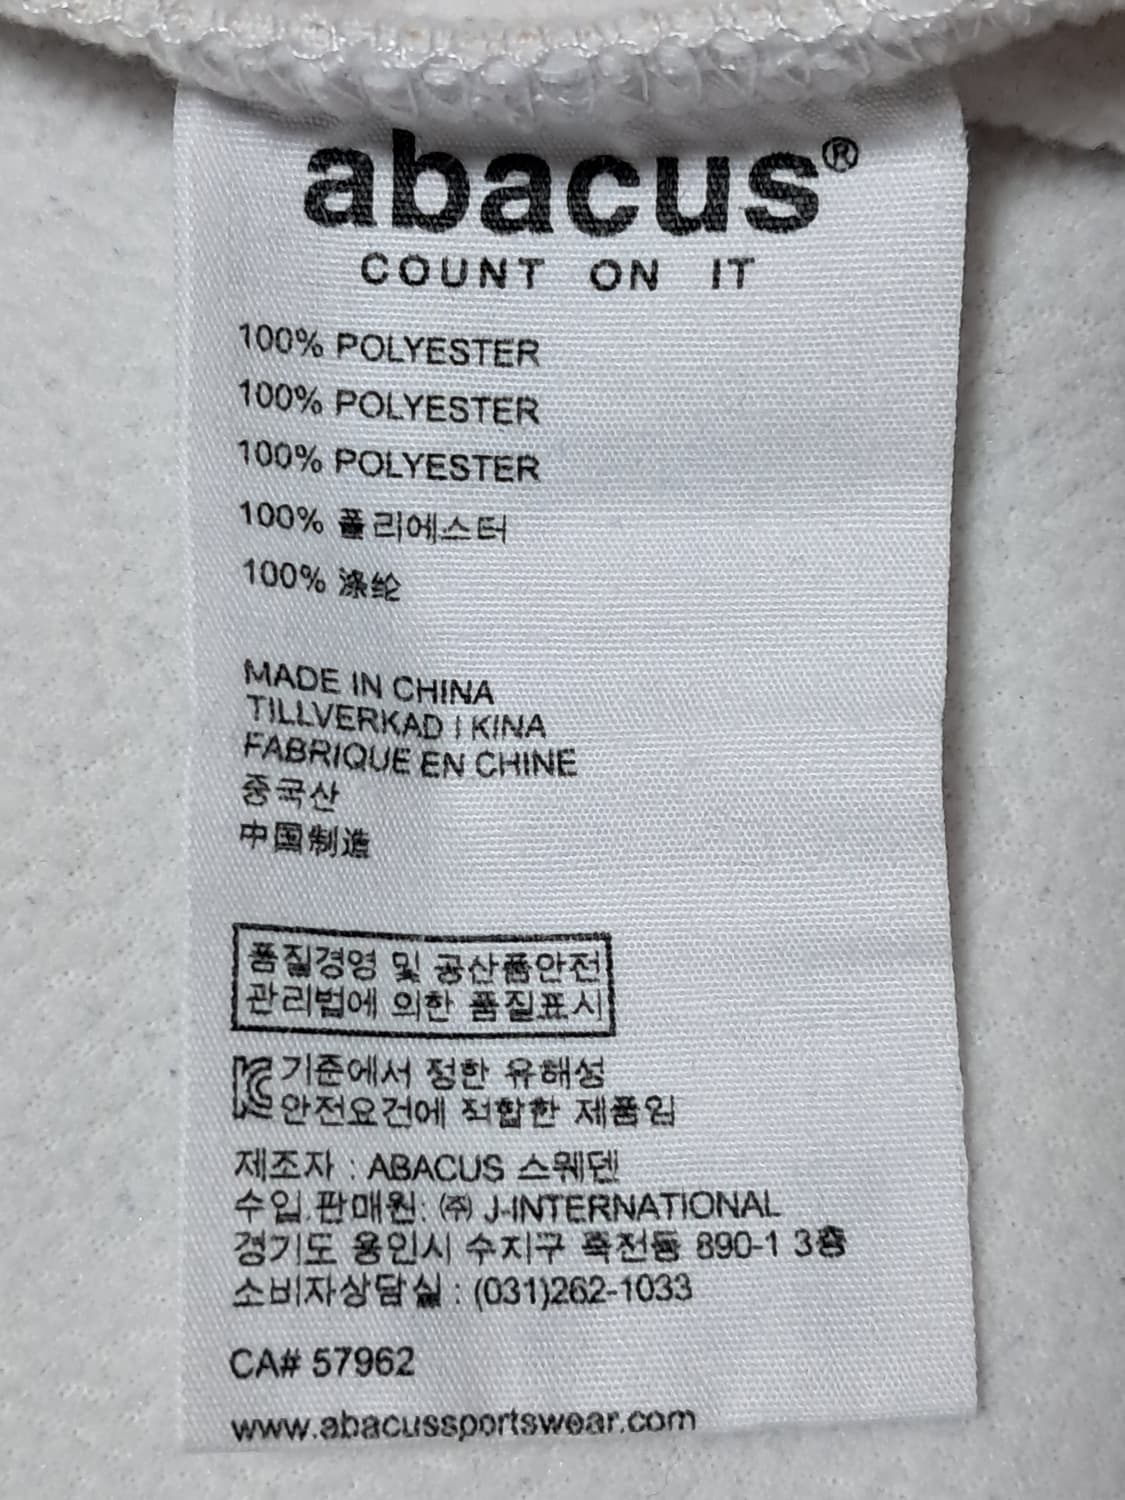 abacus®
COUNT ON IT
100% POLYESTER
100% POLYESTER
100% POLYESTER
100% 폴리에스터
100% 涤纶
MADE IN CHINA
TILLVERKAD I KINA
FABRIQUE EN CHINE
중국산
中国制造
품질경영 및 공산품안전
관리법에 의한 품질표시
기준에서 정한 유해성
안전요건에 적합한 제품임
제조자 : ABACUS 스웨덴
수입.판매원: ㈜ J-INTERNATIONAL
경기도 용인시 수지구 죽전동 890-1 3층
소비자상담실 : (031)262-1033
CA# 57962
www.abacussportswear.com